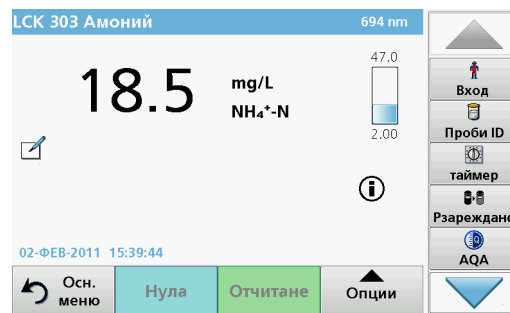 LCK 303 Амоний
694 nm
47.0
18.5
mg/L
NH₄⁺-N
2.00
i
02-ФЕВ-2011 15:39:44
Осн.
меню
Нула
Отчитане
Опции
Вход
Проби ID
таймер
Рзареждане
AQA